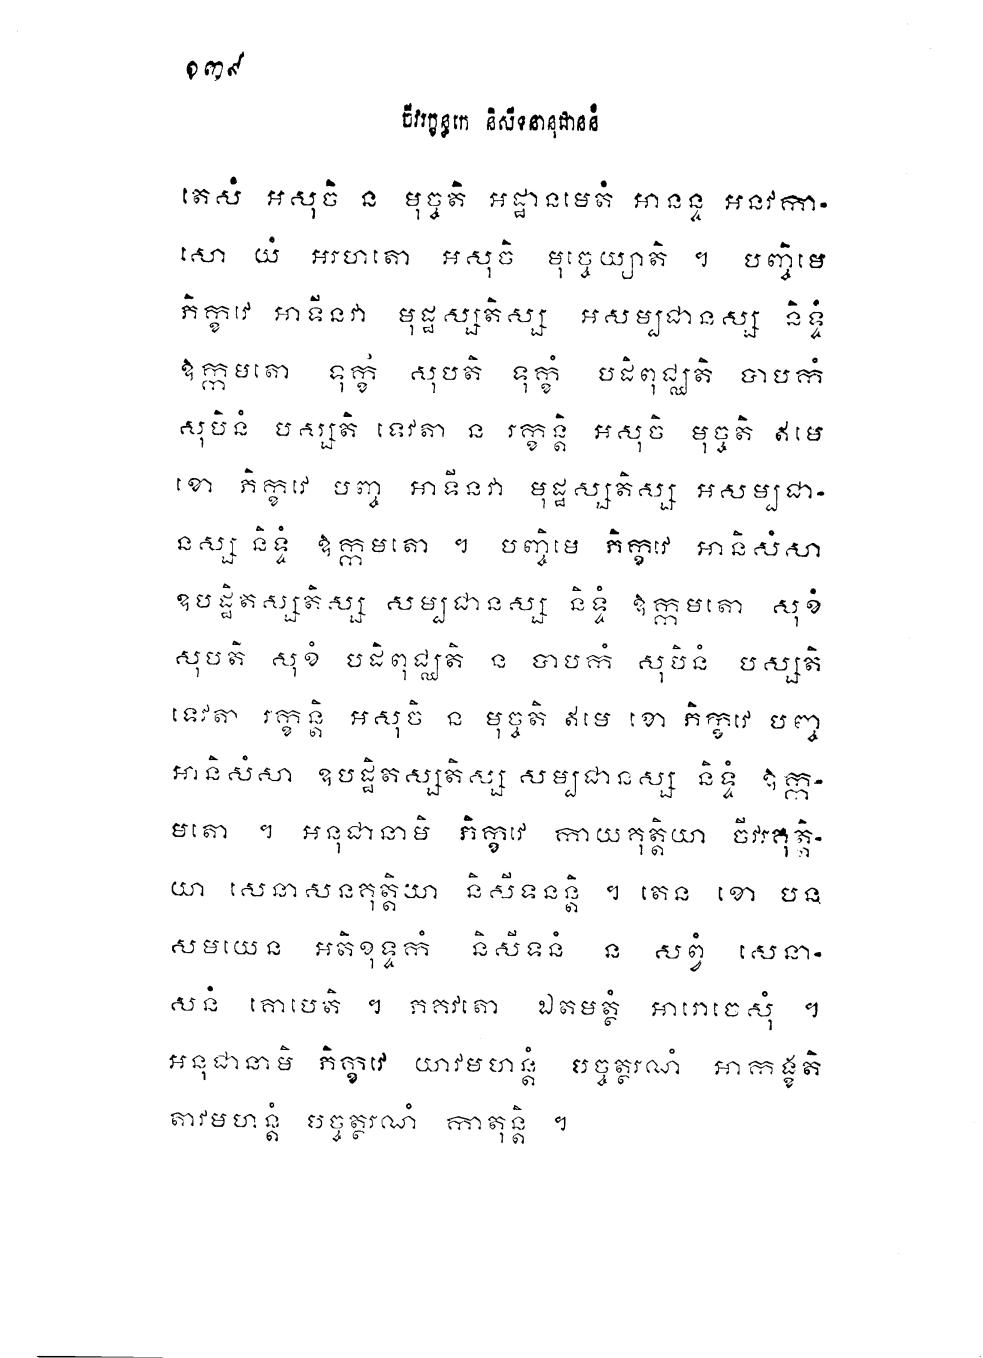 ១៣៩
ចីវរក្ខន្ធកេ និសីទនានុជាននំ
តេសំ អសុចិ ន មុច្ចតិ អដ្ឋានមេតំ អានន្ទ អនវកា-
សោ យំ អរហតោ អសុចិ មុច្ចេយ្យាតិ ។ បញ្ចិមេ
ភិក្ខវេ អាទីនវា មុដ្ឋស្សតិស្ស អសម្បជានស្ស និទ្ទំ
ឱក្កមតោ ទុក្ខំ សុបតិ ទុក្ខំ បដិពុជ្ឈតិ បាបកំ
សុបិនំ បស្សតិ ទេវតា ន រក្ខន្តិ អសុចិ មុច្ចតិ ឥមេ
ខោ ភិក្ខវេ បញ្ច អាទីនវា មុដ្ឋស្សតិស្ស អសម្បជា-
នស្ស និទ្ទំ ឱក្កមតោ ។ បញ្ចិមេ ភិក្ខវេ អានិសំសា
ឧបដ្ឋិតស្សតិស្ស សម្បជានស្ស និទ្ទំ ឱក្កមតោ សុខំ
សុបតិ សុខំ បដិពុជ្ឈតិ ន បាបកំ សុបិនំ បស្សតិ
ទេវតា រក្ខន្តិ អសុចិ ន មុច្ចតិ ឥមេ ខោ ភិក្ខវេ បញ្ច
អានិសំសា ឧបដ្ឋិតស្សតិស្ស សម្បជានស្ស និទ្ទំ ឱក្ក-
មតោ ។ អនុជានាមិ ភិក្ខវេ កាយគុត្តិយា ចីវរគុត្តិ-
យា សេនាសនគុត្តិយា និសីទនន្តិ ។ តេន ខោ បន
សមយេន អតិខុទ្ទកំ និសីទនំ ន សព្វំ សេនា-
សនំ គោបេតិ ។ ភគវតោ ឯតមត្ថំ អារោចេសុំ ។
អនុជានាមិ ភិក្ខវេ យាវមហន្តំ បច្ចត្ថរណំ អាកង្ខតិ
តាវមហន្តំ បច្ចត្ថរណំ កាតុន្តិ ។